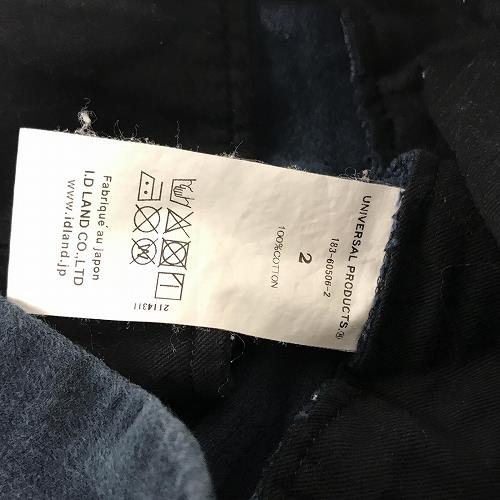 UNIVERSAL PRODUCTS.®
183-60506-2
2
100%COTTON
2114311
Fabriqué au japon
I.D LAND CO.,LTD
www.idland.jp